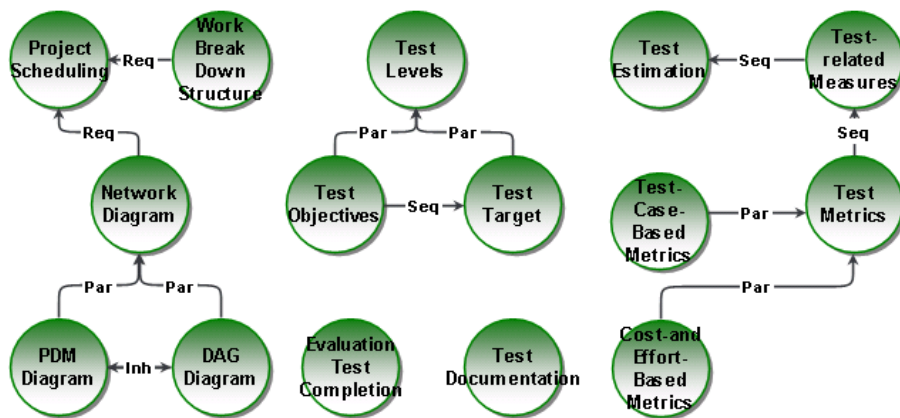 Project
Scheduling
Req
Work
Break
Down
Structure
Test
Levels
Test
Estimation
Seq
Test-
related
Measures
Req
Par
Par
Seq
Network
Diagram
Test
Objectives
Seq
Test
Target
Test-
Case-
Based
Metrics
Par
Test
Metrics
Par
Par
Par
PDM
Diagram
Inh
DAG
Diagram
Evaluation
Test
Completion
Test
Documentation
Cost-and
Effort-
Based
Metrics